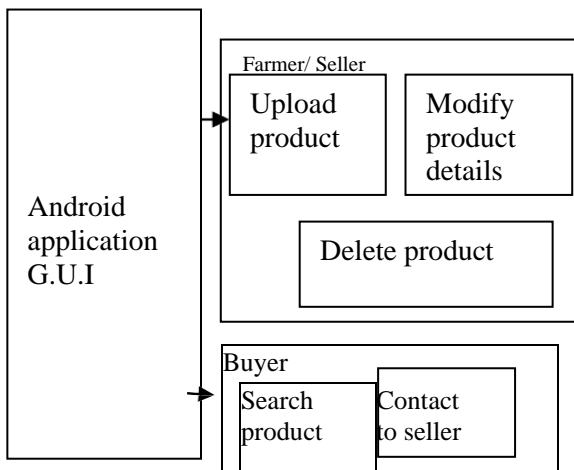 Android
application
G.U.I
Farmer/ Seller
Upload
product
Modify
product
details
Delete product
Buyer
Search
product
Contact
to seller